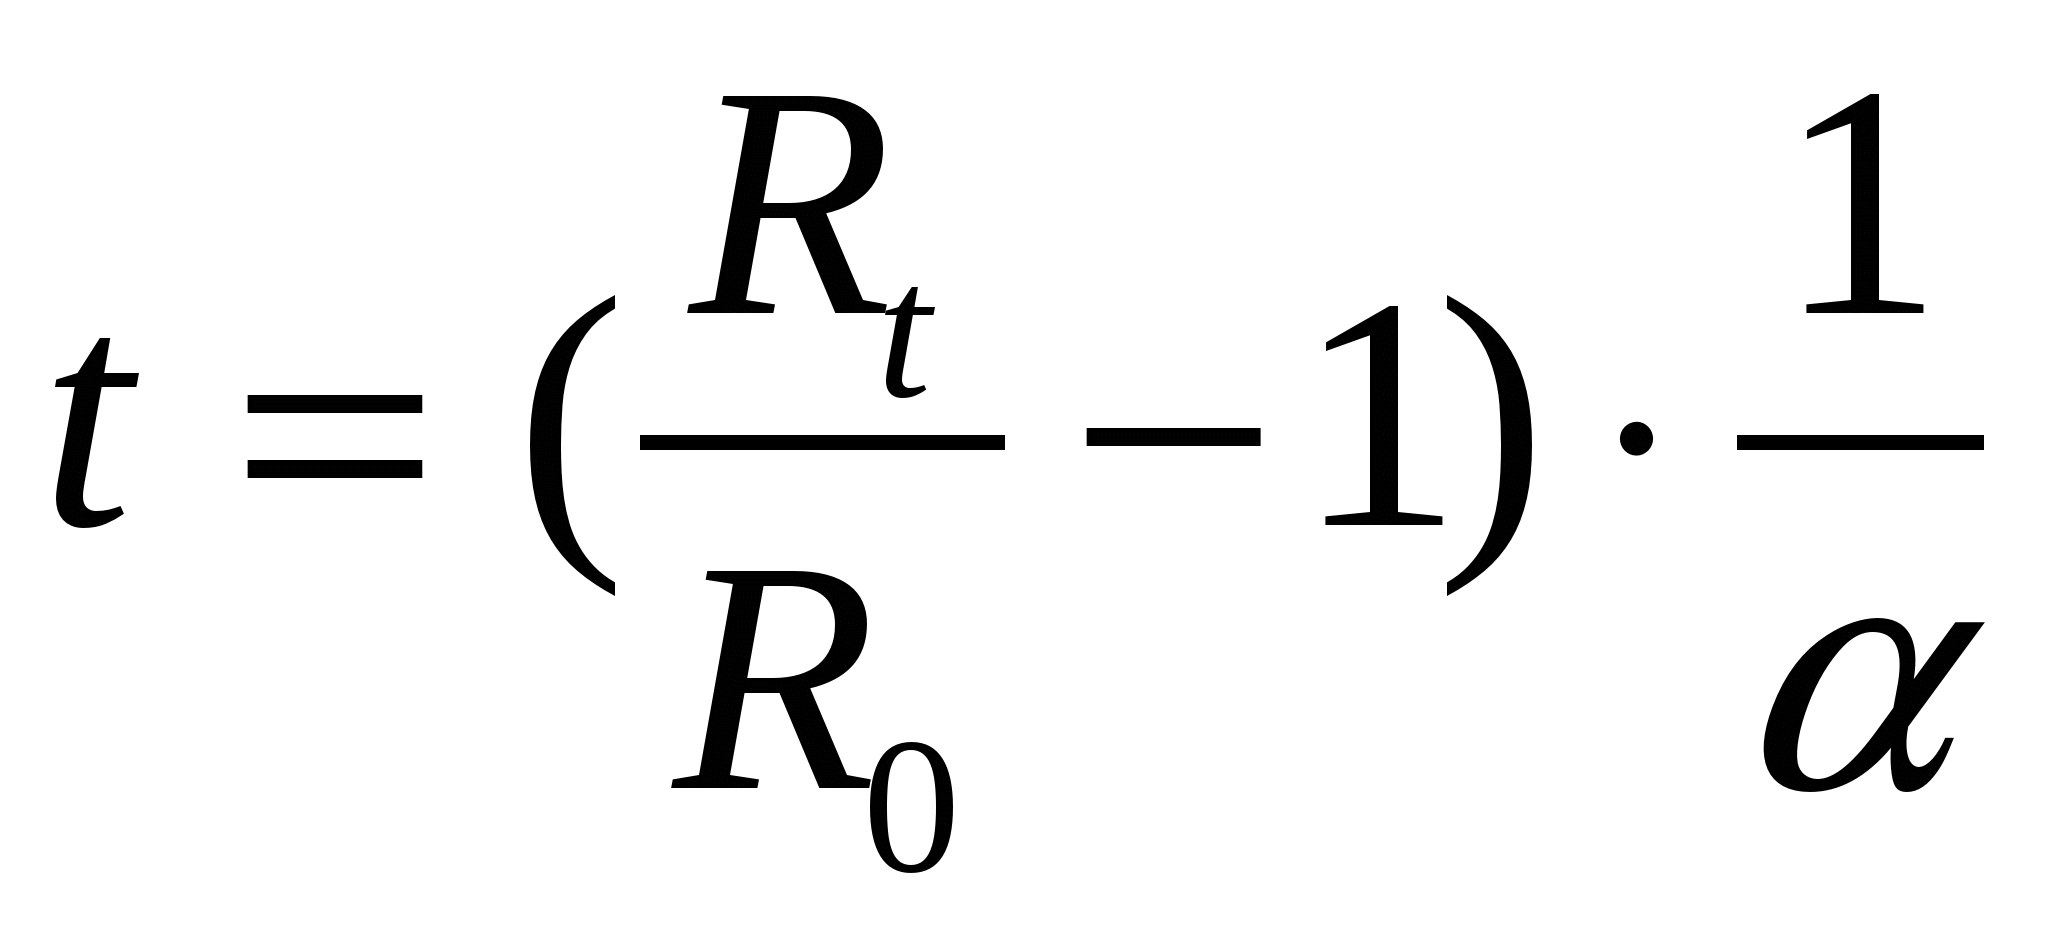 t = (R_t / R_0 − 1) · 1 / α